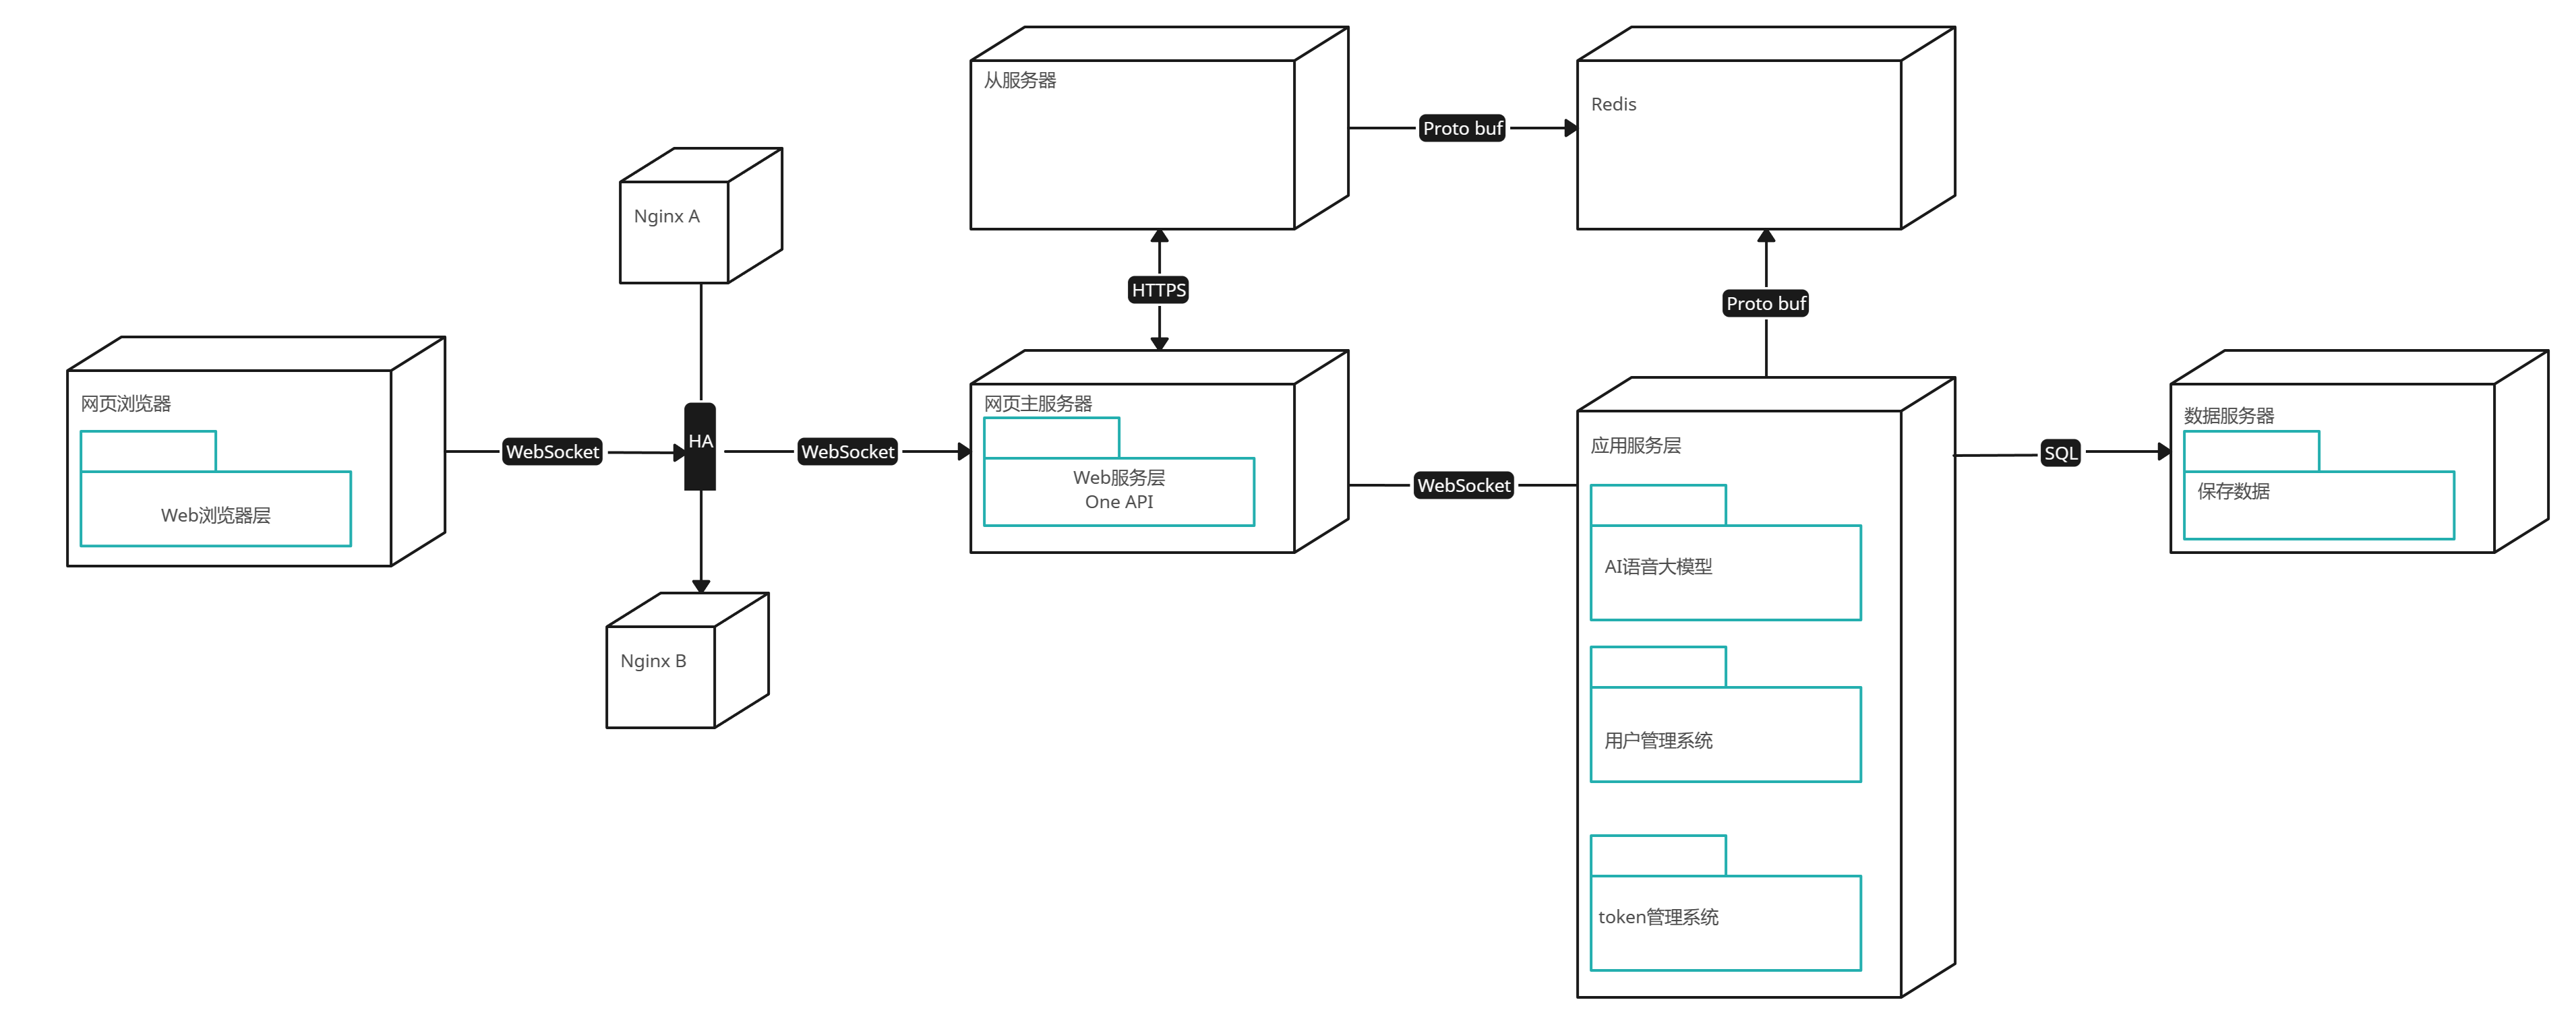 从服务器
Proto buf
Redis
Nginx A
HTTPS
Proto buf
网页浏览器
Web浏览器层
WebSocket
HA
WebSocket
网页主服务器
Web服务层
One API
WebSocket
应用服务层
AI语音大模型
用户管理系统
token管理系统
SQL
数据服务器
保存数据
Nginx B